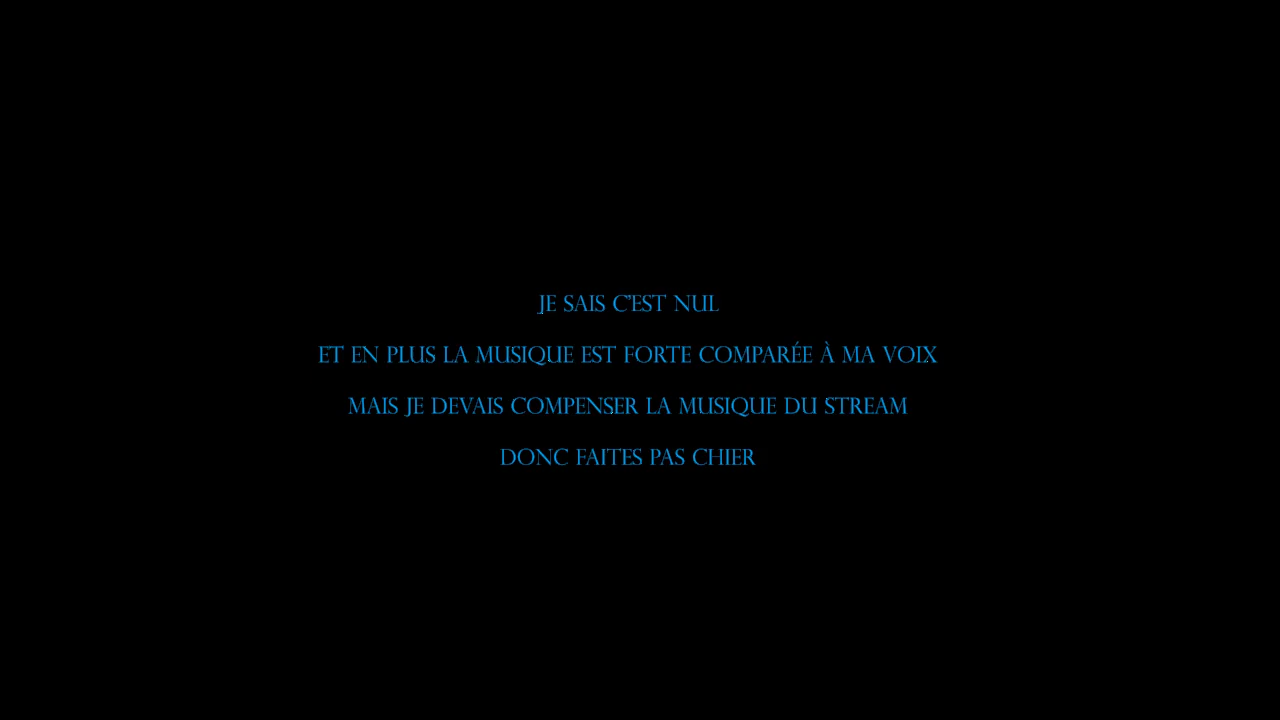 JE SAIS C'EST NUL
ET EN PLUS LA MUSIQUE EST FORTE COMPARÉE À MA VOIX
MAIS JE DEVAIS COMPENSER LA MUSIQUE DU STREAM
DONC FAITES PAS CHIER